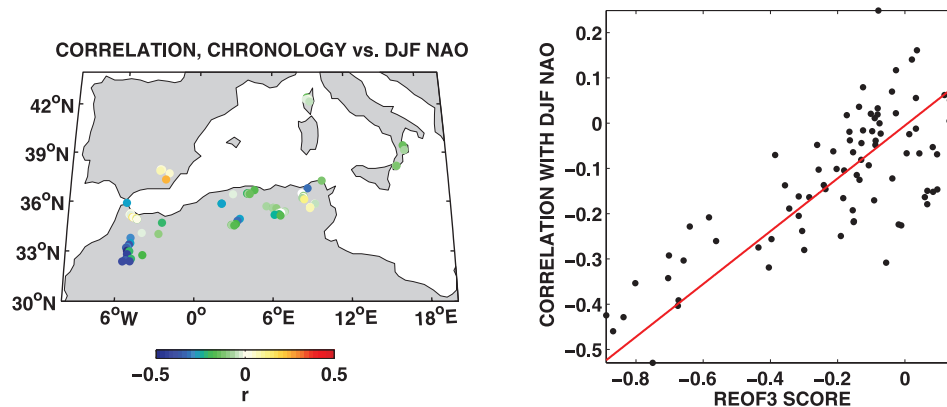 CORRELATION, CHRONOLOGY vs. DJF NAO
42°N
39°N
36°N
33°N
30°N
6°W 0° 6°E 12°E 18°E
−0.5 0 0.5
r
CORRELATION WITH DJF NAO
0.2
0.1
0
−0.1
−0.2
−0.3
−0.4
−0.5
−0.8 −0.6 −0.4 −0.2 0
REOF3 SCORE